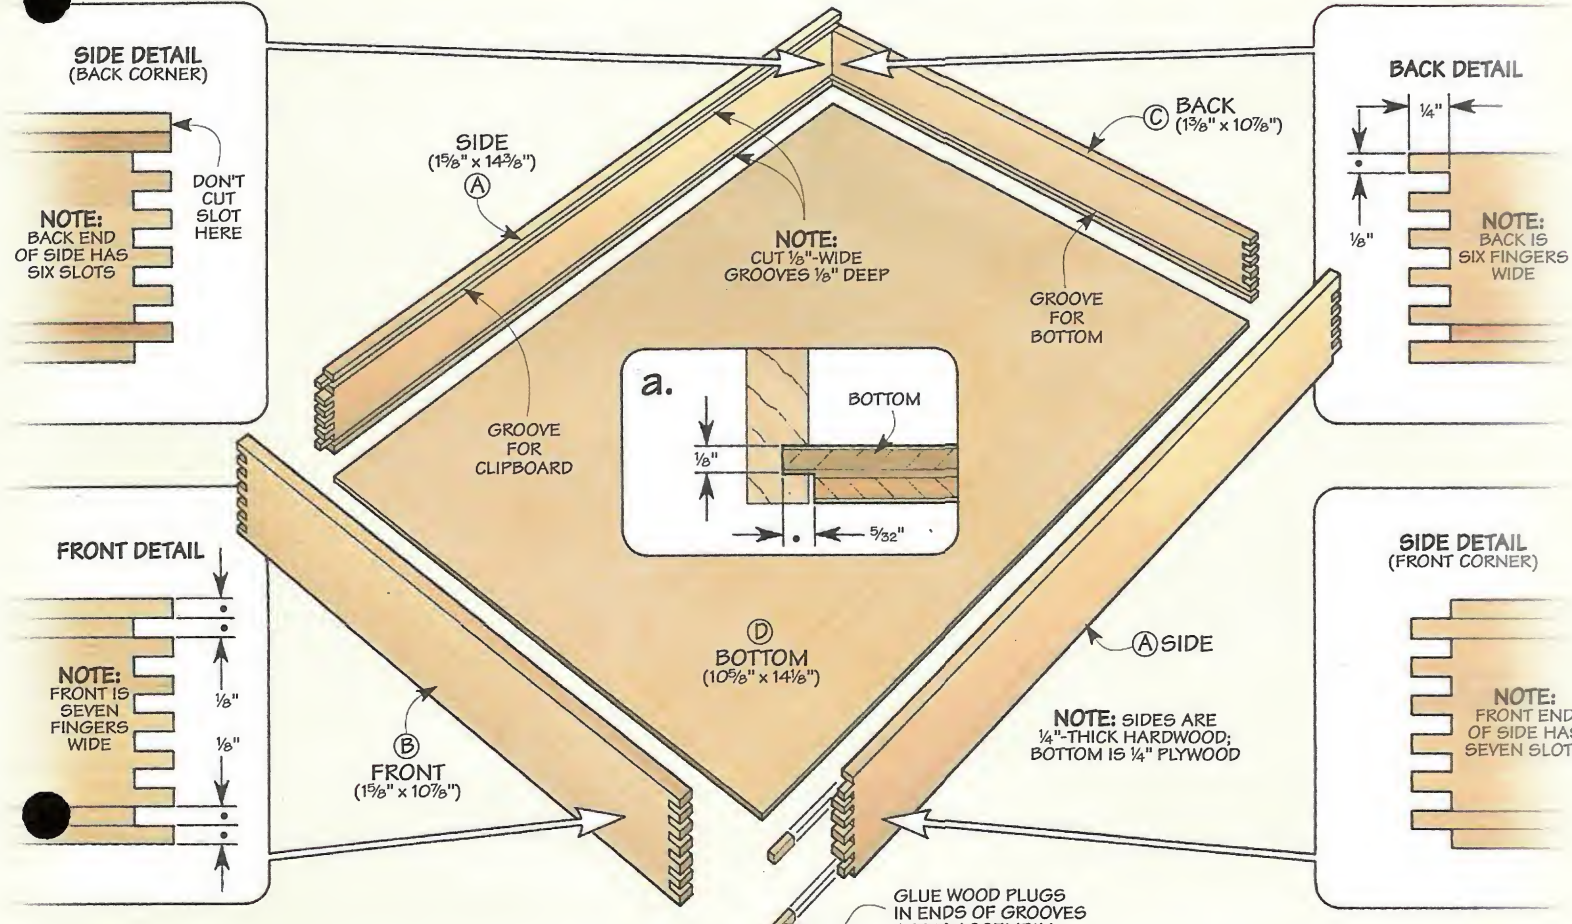 SIDE DETAIL
(BACK CORNER)
DON'T
CUT
SLOT
HERE
NOTE:
BACK END
OF SIDE HAS
SIX SLOTS
SIDE
(1⅝" x 14⅜")
A
NOTE:
CUT ⅛"-WIDE
GROOVES ⅛" DEEP
C BACK
(1⅜" x 10⅞")
GROOVE
FOR
BOTTOM
BACK DETAIL
¼"
⅛"
NOTE:
BACK IS
SIX FINGERS
WIDE
GROOVE
FOR
CLIPBOARD
a.
BOTTOM
⅛"
5/32"
FRONT DETAIL
NOTE:
FRONT IS
SEVEN
FINGERS
WIDE
⅛"
⅛"
B
FRONT
(1⅝" x 10⅞")
D
BOTTOM
(10⅝" x 14⅛")
A SIDE
NOTE: SIDES ARE
¼"-THICK HARDWOOD;
BOTTOM IS ¼" PLYWOOD
SIDE DETAIL
(FRONT CORNER)
NOTE:
FRONT END
OF SIDE HAS
SEVEN SLOT
GLUE WOOD PLUGS
IN ENDS OF GROOVES